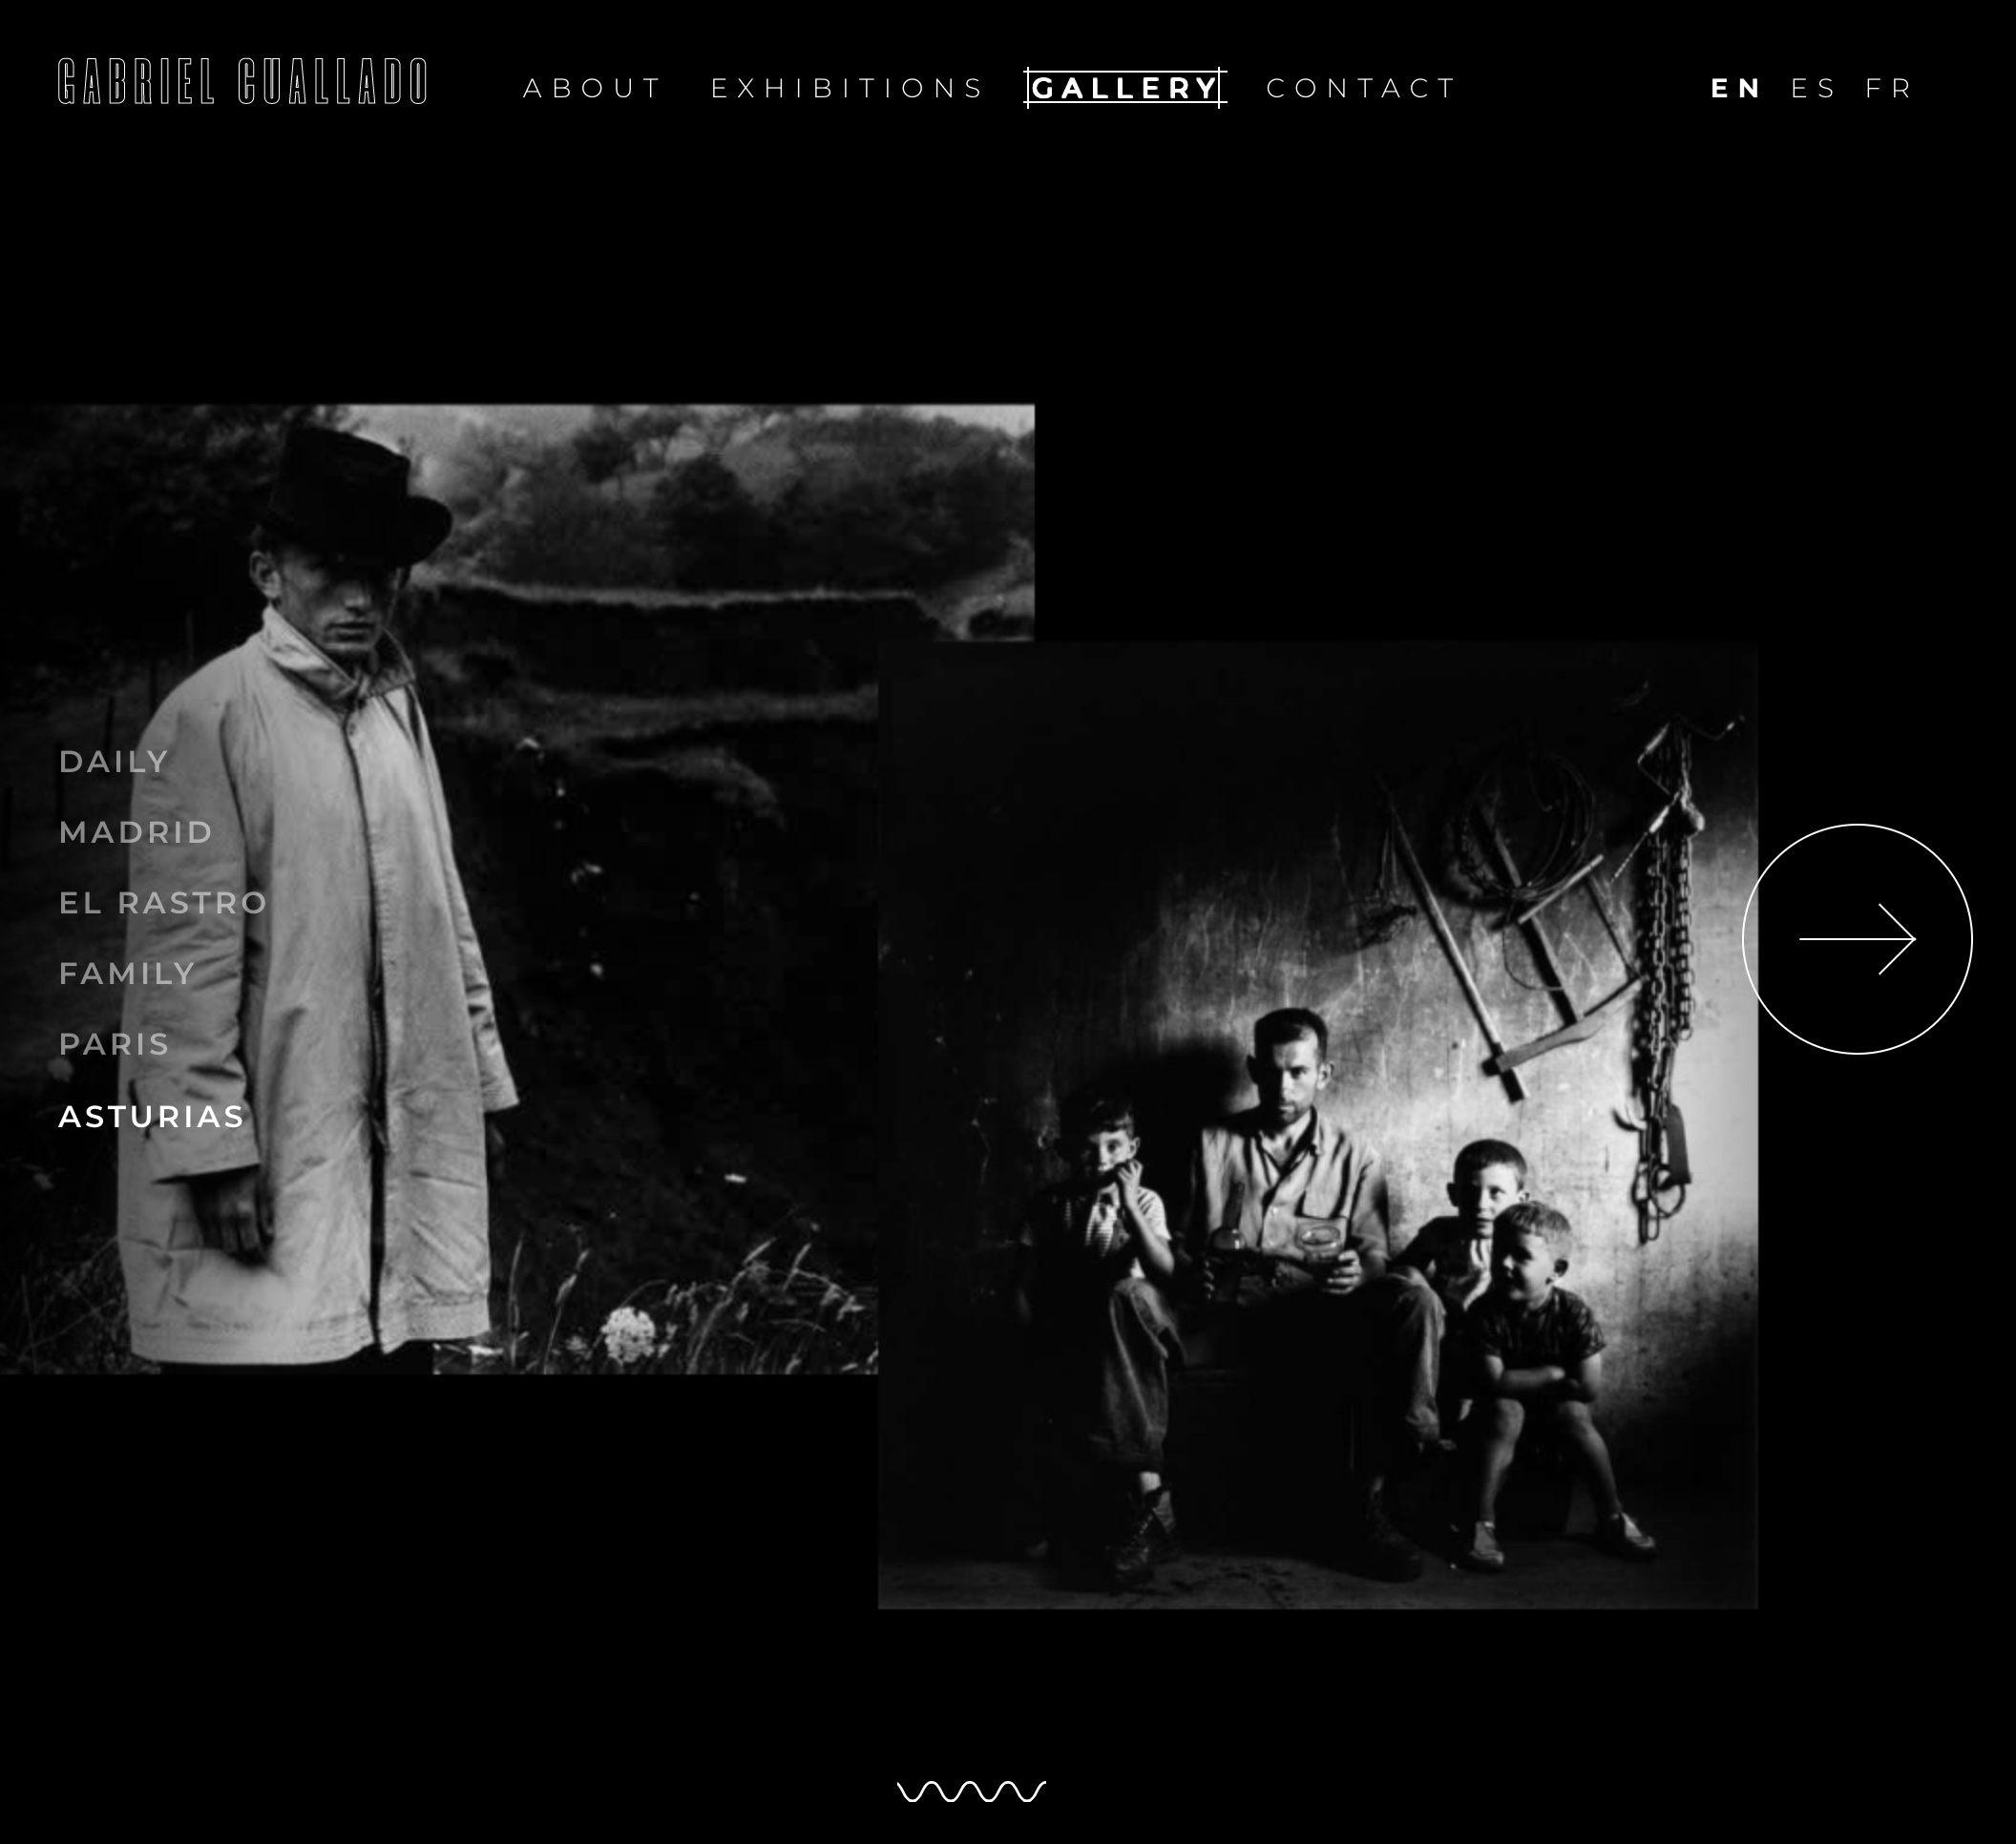 GABRIEL CUALLADO
ABOUT EXHIBITIONS GALLERY CONTACT
EN ES FR
DAILY
MADRID
EL RASTRO
FAMILY
PARIS
ASTURIAS